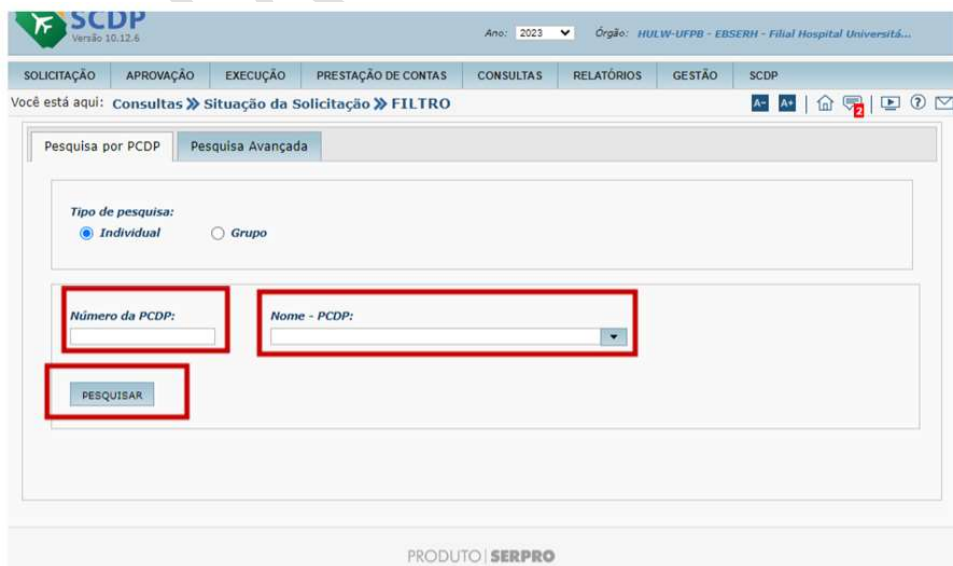 SCDP
Versão 10.12.6
Ano: 2023 Órgão: HULW-UFPB - EBSERH - Filial Hospital Universitá...
SOLICITAÇÃO APROVAÇÃO EXECUÇÃO PRESTAÇÃO DE CONTAS CONSULTAS RELATÓRIOS GESTÃO SCDP
Você está aqui: Consultas » Situação da Solicitação » FILTRO A- A+ 2 ?
Pesquisa por PCDP Pesquisa Avançada
Tipo de pesquisa:
Individual Grupo
Número da PCDP: Nome - PCDP:
PESQUISAR
PRODUTO | SERPRO